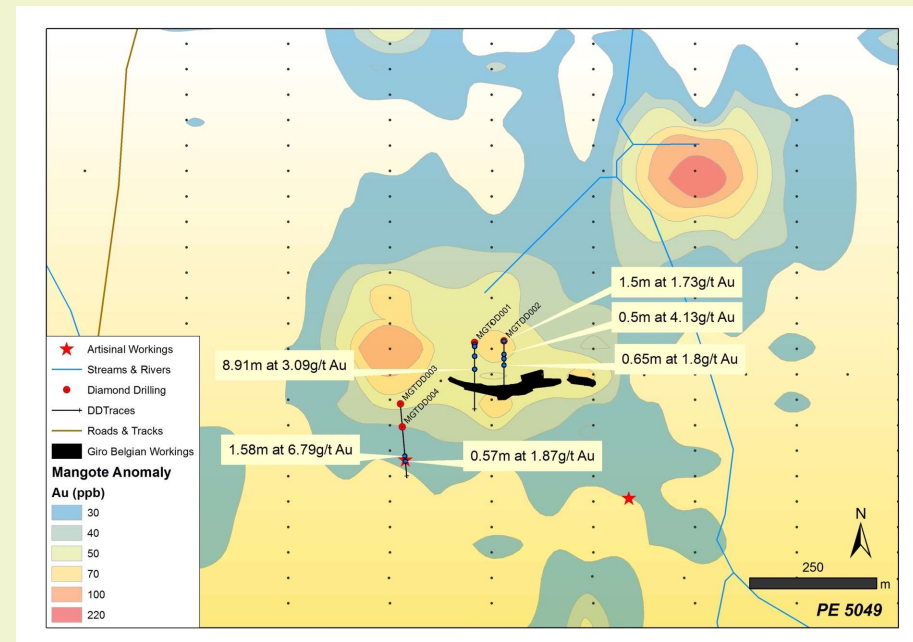 1.5m at 1.73g/t Au
MGTDD001
MGTDD002
0.5m at 4.13g/t Au
8.91m at 3.09g/t Au
0.65m at 1.8g/t Au
MGTDD003
MGTDD004
1.58m at 6.79g/t Au
0.57m at 1.87g/t Au
Artisinal Workings
Streams & Rivers
Diamond Drilling
DDTraces
Roads & Tracks
Giro Belgian Workings
Mangote Anomaly
Au (ppb)
30
40
50
70
100
220
N
250
m
PE 5049